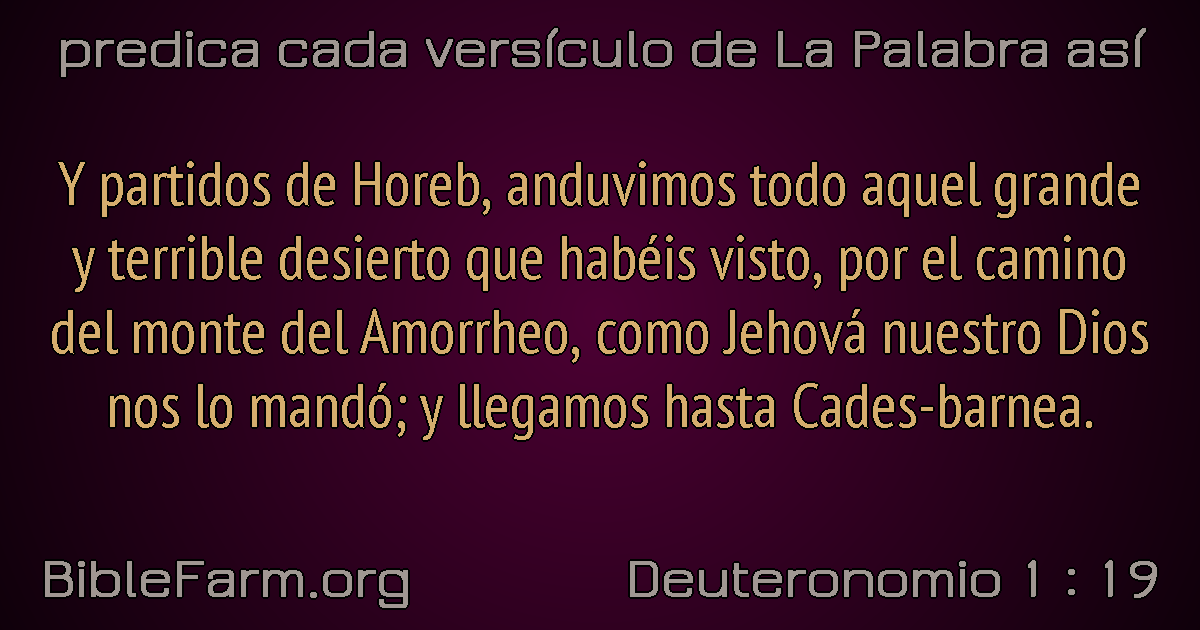 predica cada versículo de La Palabra así
Y partidos de Horeb, anduvimos todo aquel grande
y terrible desierto que habéis visto, por el camino
del monte del Amorrheo, como Jehová nuestro Dios
nos lo mandó; y llegamos hasta Cades-barnea.
BibleFarm.org
Deuteronomio 1 : 19